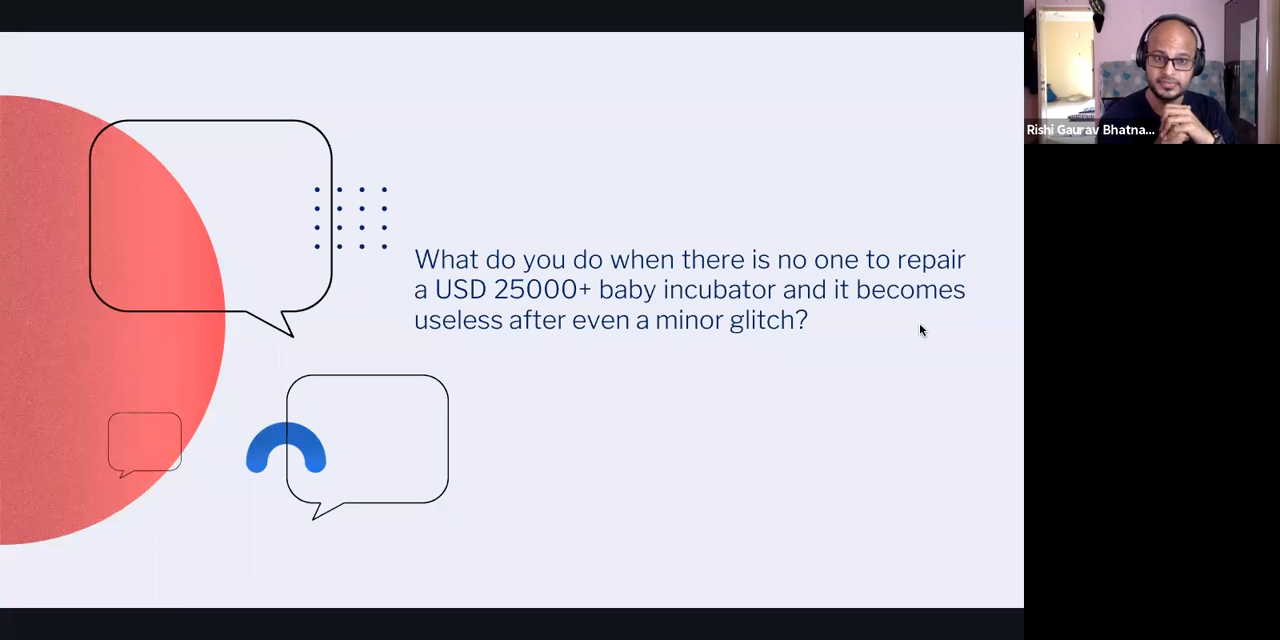 What do you do when there is no one to repair
a USD 25000+ baby incubator and it becomes
useless after even a minor glitch?
Rishi Gaurav Bhatna...